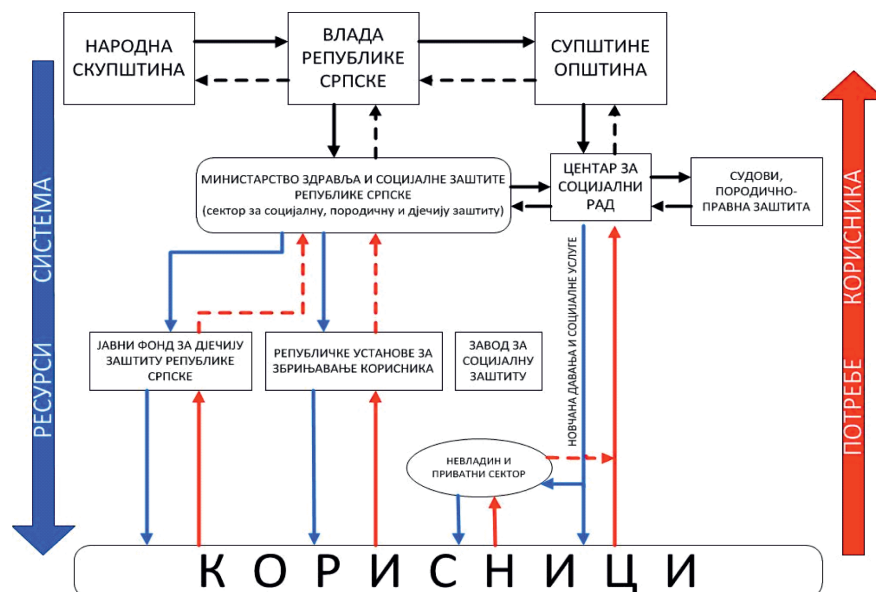 НАРОДНА
СКУПШТИНА
ВЛАДА
РЕПУБЛИКЕ
СРПСКЕ
СУПШТИНЕ
ОПШТИНА
МИНИСТАРСТВО ЗДРАВЉА И СОЦИЈАЛНЕ ЗАШТИТЕ
РЕПУБЛИКЕ СРПСКЕ
(сектор за социјалну, породичну и дјечију заштиту)
ЦЕНТАР ЗА
СОЦИЈАЛНИ
РАД
СУДОВИ,
ПОРОДИЧНО-
ПРАВНА ЗАШТИТА
РЕСУРСИ СИСТЕМА
ПОТРЕБЕ КОРИСНИКА
ЈАВНИ ФОНД ЗА ДЈЕЧИЈУ
ЗАШТИТУ РЕПУБЛИКЕ
СРПСКЕ
РЕПУБЛИЧКЕ УСТАНОВЕ ЗА
ЗБРИЊАВАЊЕ КОРИСНИКА
ЗАВОД ЗА
СОЦИЈАЛНУ
ЗАШТИТУ
НОВЧАНА ДАВАЊА И СОЦИЈАЛНЕ УСЛУГЕ
НЕВЛАДИН И
ПРИВАТНИ СЕКТОР
КОРИСНИЦИ